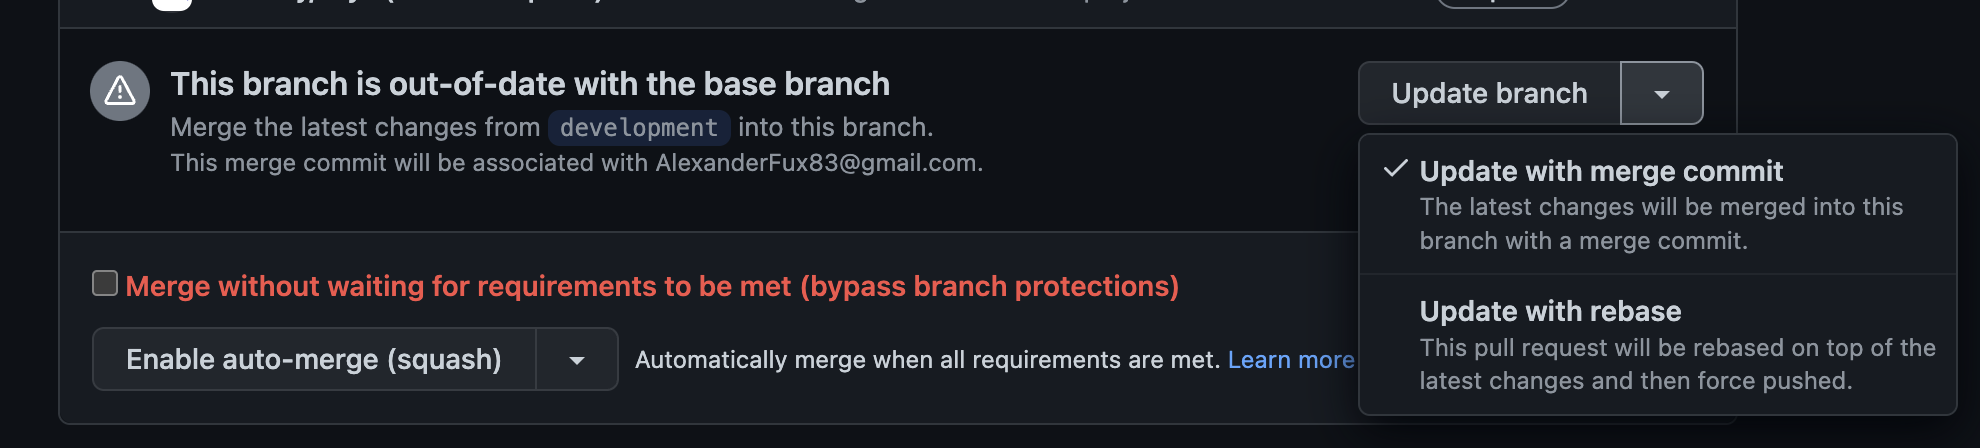 This branch is out-of-date with the base branch
Update branch
Merge the latest changes from development into this branch.
This merge commit will be associated with AlexanderFux83@gmail.com.
Update with merge commit
The latest changes will be merged into this
branch with a merge commit.
Update with rebase
This pull request will be rebased on top of the
latest changes and then force pushed.
Merge without waiting for requirements to be met (bypass branch protections)
Enable auto-merge (squash)
Automatically merge when all requirements are met. Learn more